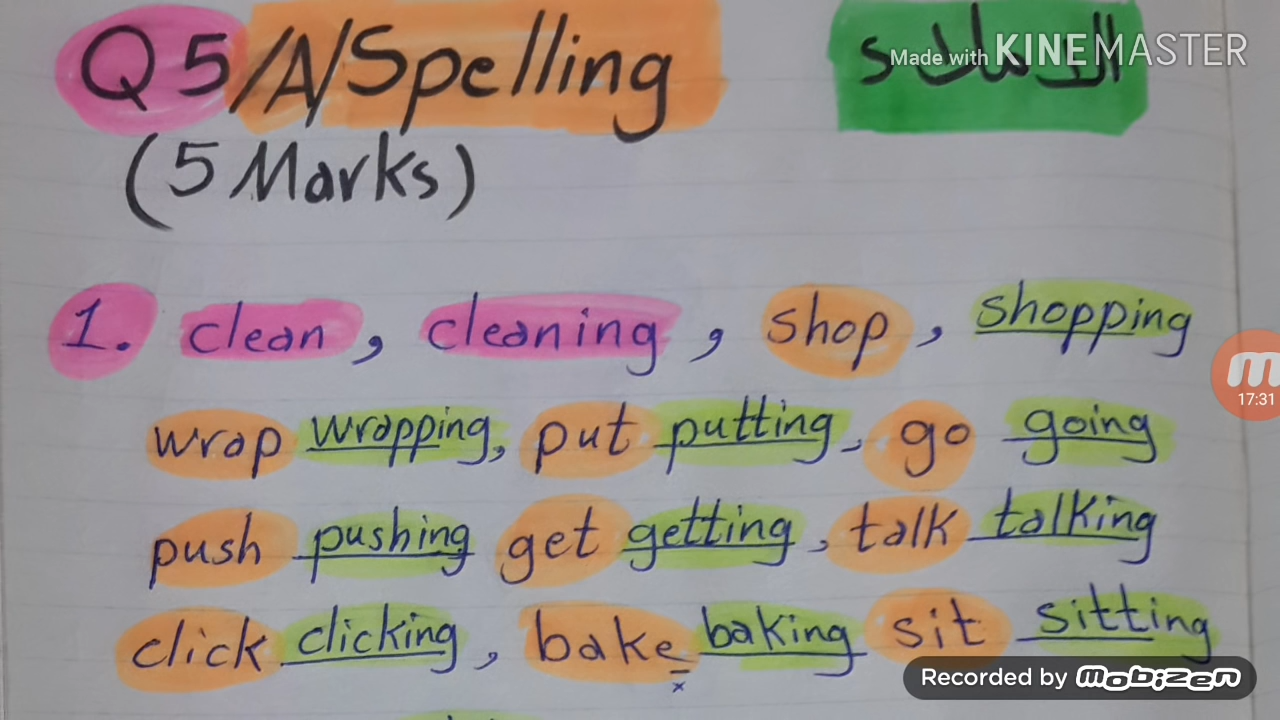 Q5/A/Spelling الاملاء
Made with KINEMASTER
(5 Marks)
1. clean, cleaning, shop, shopping
wrap wrapping, put putting, go going
17:31
push pushing get getting, talk talking
click clicking, bake baking sit sitting
x
Recorded by mobizen